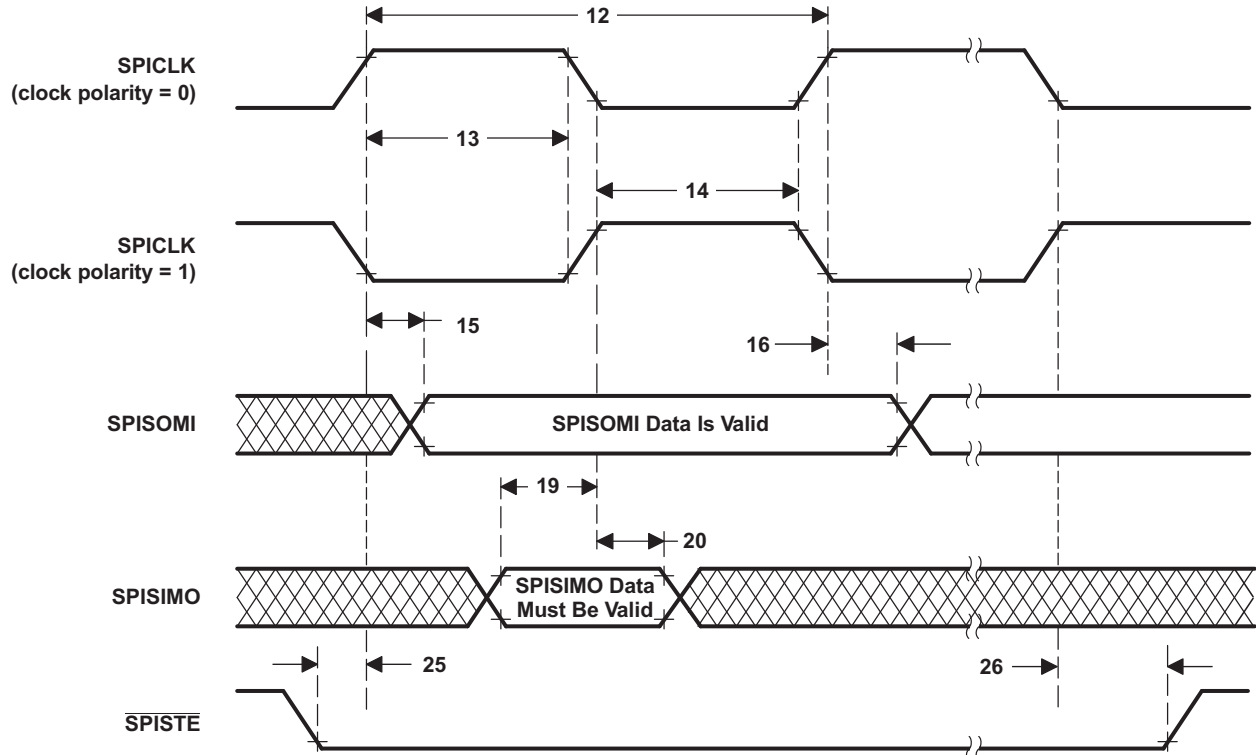 12
SPICLK
(clock polarity = 0)
13
14
SPICLK
(clock polarity = 1)
15
16
SPISOMI
SPISOMI Data Is Valid
19
20
SPISIMO
SPISIMO Data
Must Be Valid
25
26
SPISTE